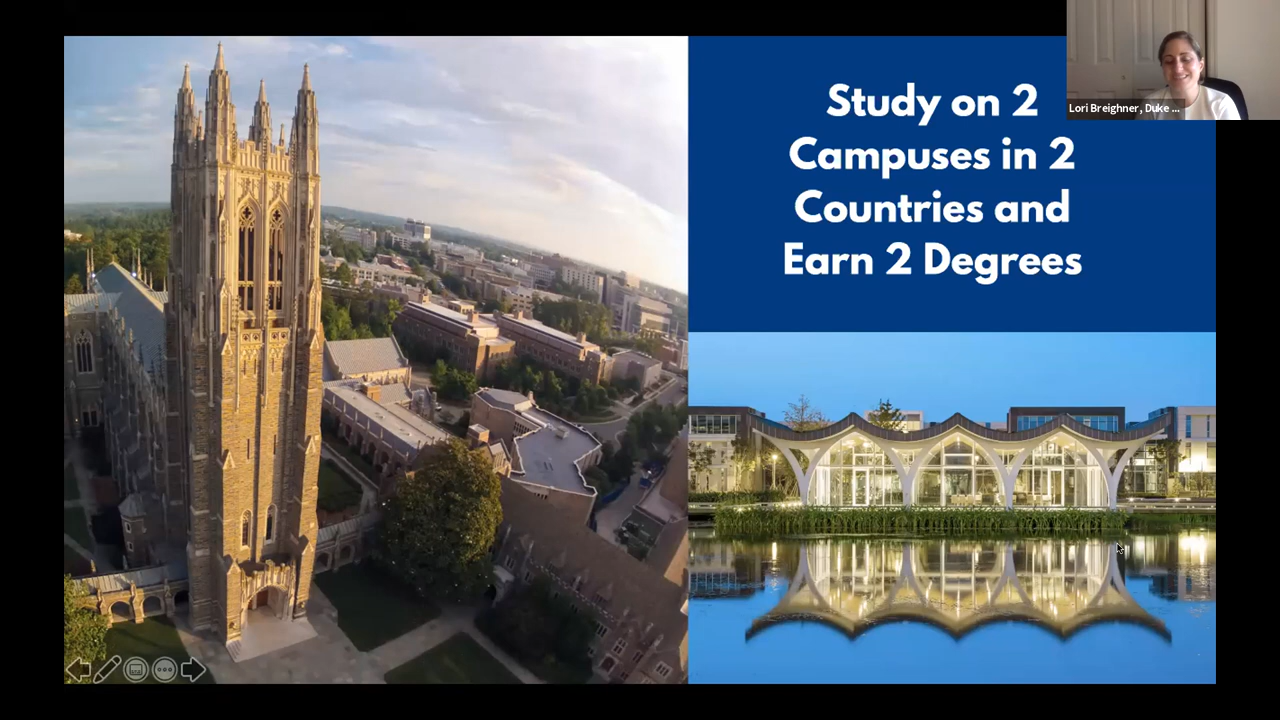 Study on 2
Campuses in 2
Countries and
Earn 2 Degrees
Lori Breighner, Duke ...